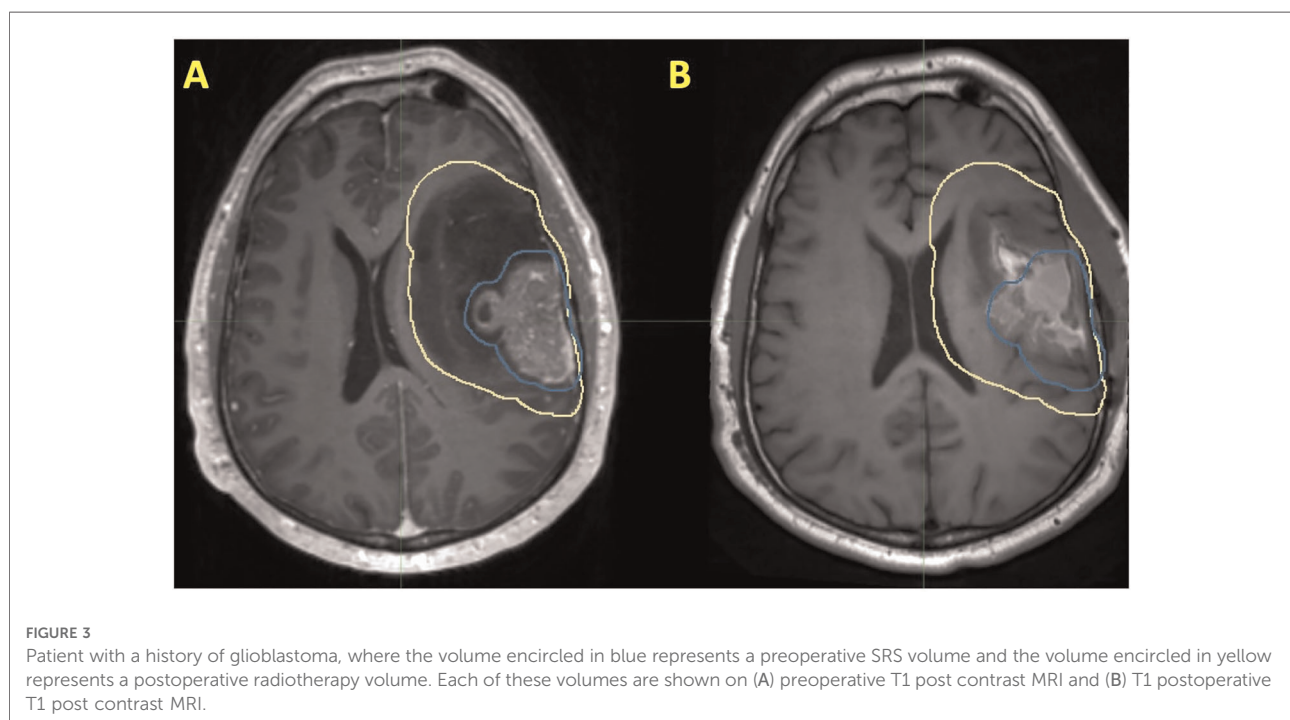 A
B
FIGURE 3
Patient with a history of glioblastoma, where the volume encircled in blue represents a preoperative SRS volume and the volume encircled in yellow
represents a postoperative radiotherapy volume. Each of these volumes are shown on (A) preoperative T1 post contrast MRI and (B) T1 postoperative
T1 post contrast MRI.